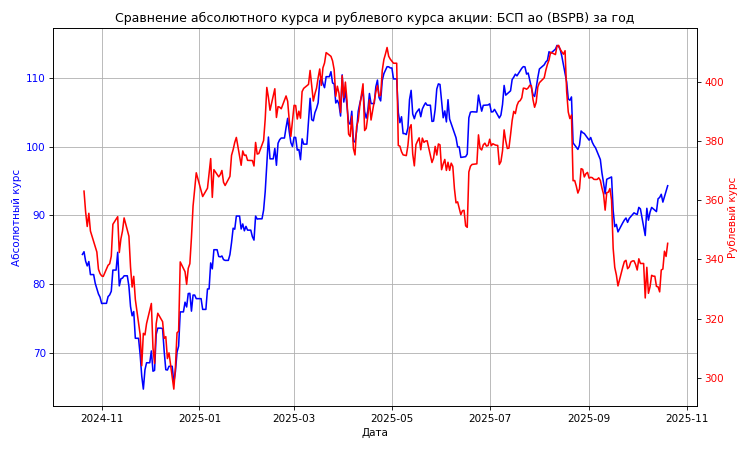 Сравнение абсолютного курса и рублевого курса акции: БСП ао (BSPB) за год
Абсолютный курс
110
100
90
80
70
400
380
360
340
320
300
Рублевый курс
2024-11 2025-01 2025-03 2025-05 2025-07 2025-09 2025-11
Дата